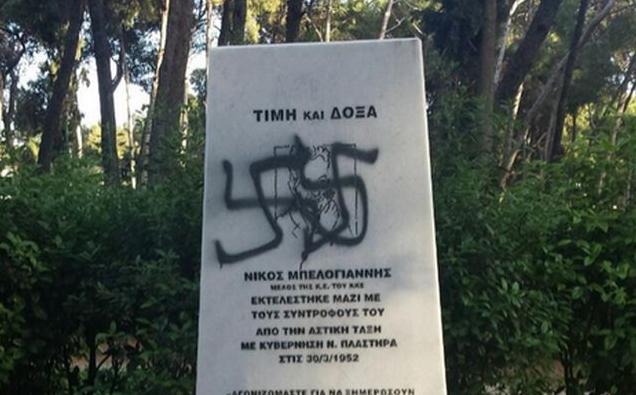 ΤΙΜΗ ΚΑΙ ΔΟΞΑ
ΝΙΚΟΣ ΜΠΕΛΟΓΙΑΝΝΗΣ
ΜΕΛΟΣ ΤΗΣ Κ.Ε. ΤΟΥ ΚΚΕ
ΕΚΤΕΛΕΣΤΗΚΕ ΜΑΖΙ ΜΕ
ΤΟΥΣ ΣΥΝΤΡΟΦΟΥΣ ΤΟΥ
ΑΠΟ ΤΗΝ ΑΣΤΙΚΗ ΤΑΞΗ
ΜΕ ΚΥΒΕΡΝΗΣΗ Ν. ΠΛΑΣΤΗΡΑ
ΣΤΙΣ 30/3/1952
«ΑΓΩΝΙΖΟΜΑΣΤΕ ΓΙΑ ΝΑ ΞΗΜΕΡΩΣΟΥΝ